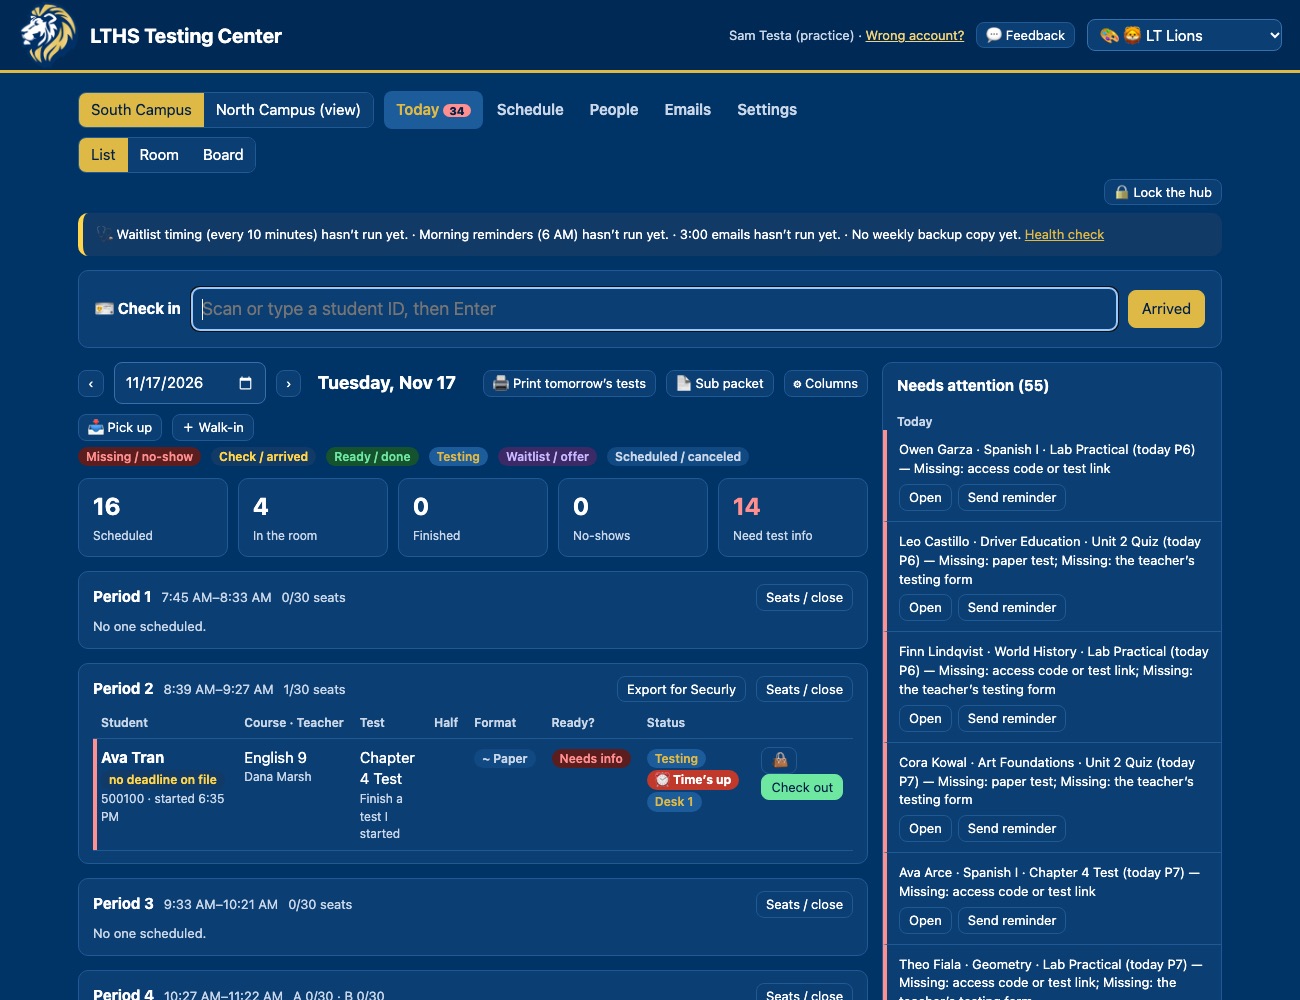 LTHS Testing Center
Sam Testa (practice) · Wrong account?
💬 Feedback
🎨 🦁 LT Lions
South Campus
North Campus (view)
Today 34
Schedule
People
Emails
Settings
List
Room
Board
🔒 Lock the hub
🩺 Waitlist timing (every 10 minutes) hasn’t run yet. · Morning reminders (6 AM) hasn’t run yet. · 3:00 emails hasn’t run yet. · No weekly backup copy yet. Health check
🪪 Check in
Scan or type a student ID, then Enter
Arrived
‹
11/17/2026
›
Tuesday, Nov 17
🖨️ Print tomorrow’s tests
📄 Sub packet
⚙ Columns
📥 Pick up
+ Walk-in
Missing / no-show
Check / arrived
Ready / done
Testing
Waitlist / offer
Scheduled / canceled
16
Scheduled
4
In the room
0
Finished
0
No-shows
14
Need test info
Period 1 7:45 AM–8:33 AM 0/30 seats
Seats / close
No one scheduled.
Period 2 8:39 AM–9:27 AM 1/30 seats
Export for Securly
Seats / close
Student
Course · Teacher
Test
Half
Format
Ready?
Status
Ava Tran
no deadline on file
500100 · started 6:35
PM
English 9
Dana Marsh
Chapter
4 Test
Finish a
test I
started
~ Paper
Needs info
Testing
⏰ Time’s up
Desk 1
🔒
Check out
Period 3 9:33 AM–10:21 AM 0/30 seats
Seats / close
No one scheduled.
Period 4 10:27 AM–11:22 AM A 0/30 · B 0/30
Seats / close
Needs attention (55)
Today
Owen Garza · Spanish I · Lab Practical (today P6)
— Missing: access code or test link
Open
Send reminder
Leo Castillo · Driver Education · Unit 2 Quiz (today
P6) — Missing: paper test; Missing: the teacher’s
testing form
Open
Send reminder
Finn Lindqvist · World History · Lab Practical (today
P6) — Missing: access code or test link; Missing:
the teacher’s testing form
Open
Send reminder
Cora Kowal · Art Foundations · Unit 2 Quiz (today
P7) — Missing: paper test; Missing: the teacher’s
testing form
Open
Send reminder
Ava Arce · Spanish I · Chapter 4 Test (today P7) —
Missing: access code or test link
Open
Send reminder
Theo Fiala · Geometry · Lab Practical (today P7) —
Missing: access code or test link; Missing: the
teacher’s testing form